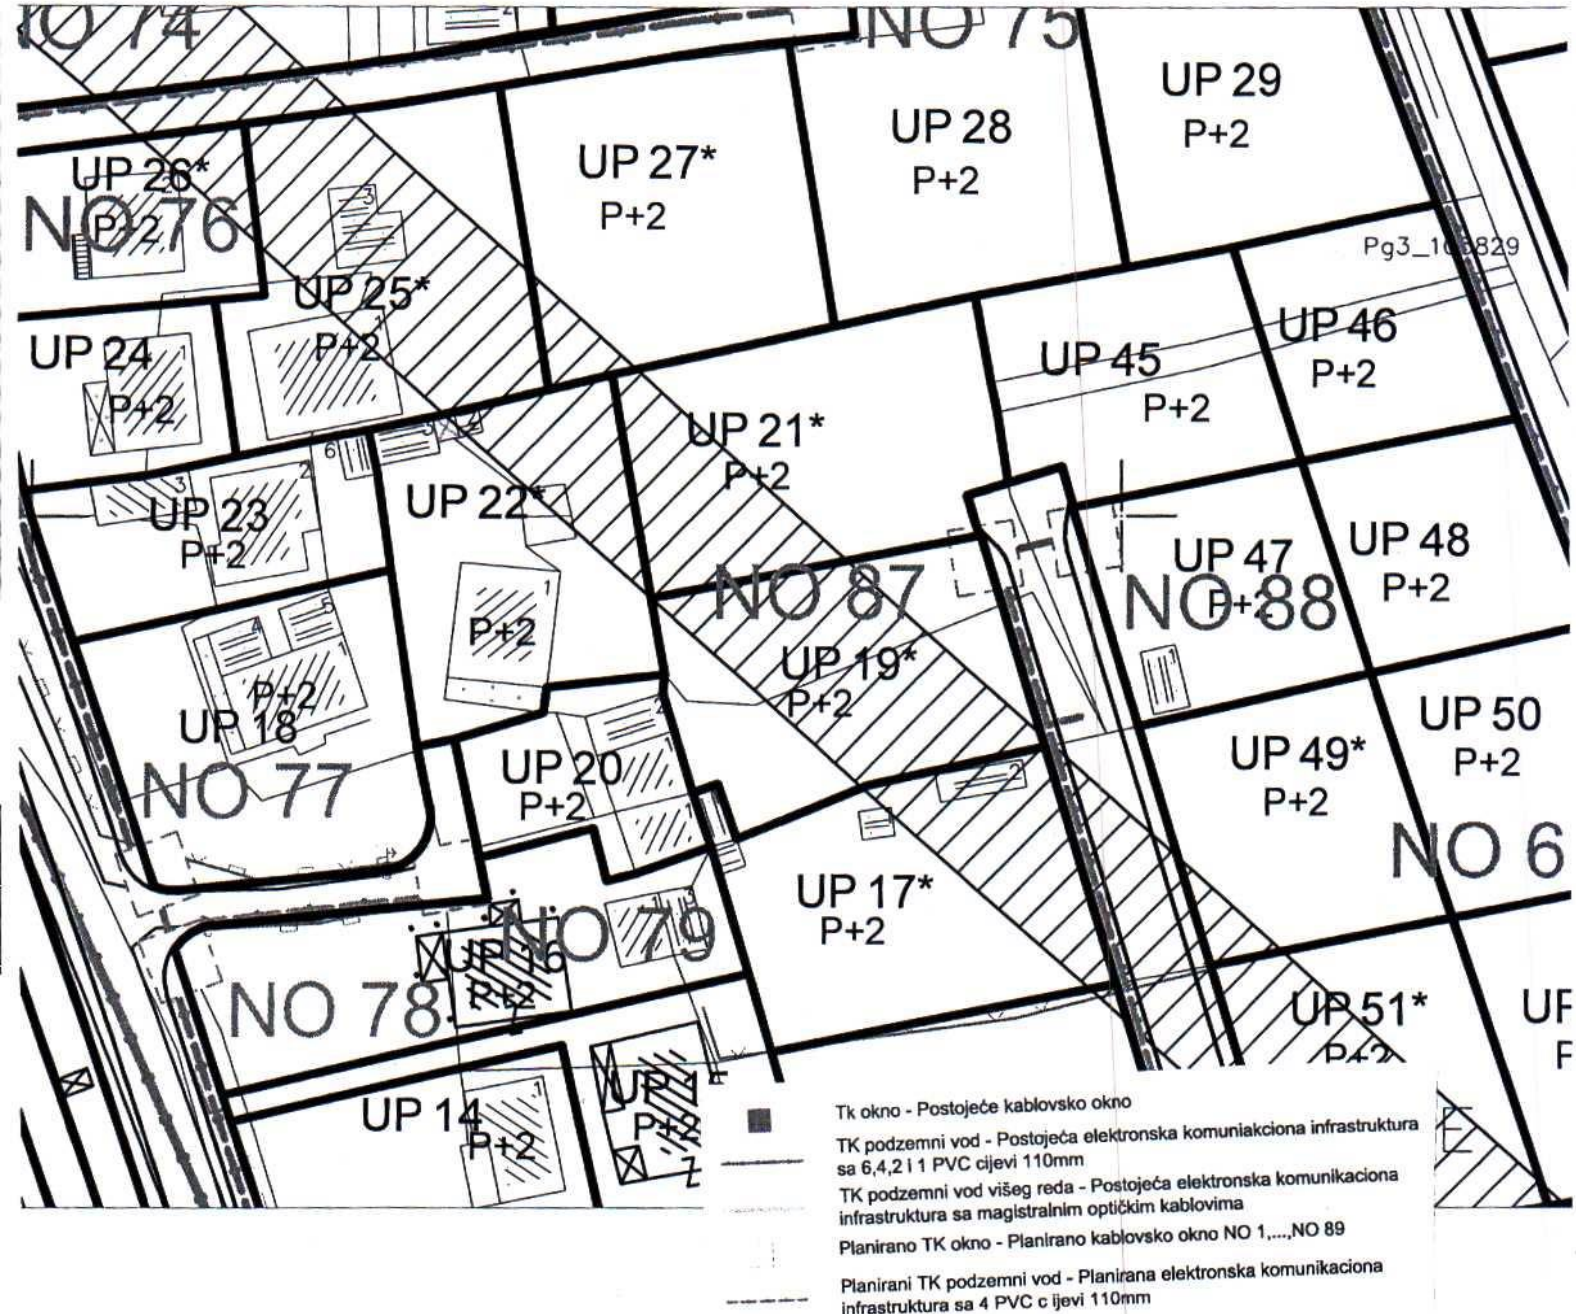 NO 74
NO 75
UP 29
P+2
UP 28
P+2
UP 27*
P+2
UP 26*
P+2
NO 76
UP 25*
P+2
Pg3_1
829
UP 24
P+2
UP 46
P+2
UP 45
P+2
UP 21*
P+2
UP 22*
P+2
UP 23
P+2
UP 47
P+2
UP 48
P+2
NO 87
NO 88
UP 19*
P+2
UP 18
P+2
NO 77
UP 20
P+2
UP 49*
P+2
UP 50
P+2
NO 6
UP 17*
P+2
NO 79
UP 16
P+2
NO 78
UP 51*
P+2
UP 14
P+2
P+2
Tk okno - Postojeće kablovsko okno
TK podzemni vod - Postojeća elektronska komuniakciona infrastruktura
sa 6,4,2 i 1 PVC cijevi 110mm
TK podzemni vod višeg reda - Postojeća elektronska komunikaciona
infrastruktura sa magistralnim optičkim kablovima
Planirano TK okno - Planirano kablovsko okno NO 1,...,NO 89
Planirani TK podzemni vod - Planirana elektronska komunikaciona
infrastruktura sa 4 PVC c ijevi 110mm